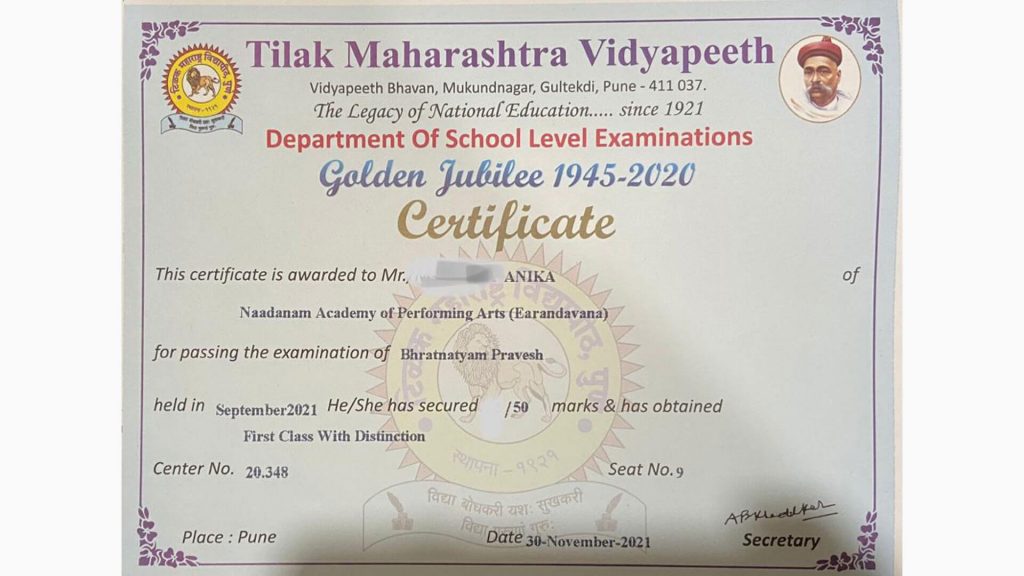 Tilak Maharashtra Vidyapeeth
Vidyapeeth Bhavan, Mukundnagar, Gultekdi, Pune - 411 037.
The Legacy of National Education..... since 1921
Department Of School Level Examinations
Golden Jubilee 1945-2020
Certificate
टिळक महाराष्ट्र विद्यापीठ, पुणे
This certificate is awarded to Mr. ANIKA of
Naadanam Academy of Performing Arts (Earandavana)
for passing the examination of Bhratnatyam Pravesh
held in September2021 He/She has secured /50 marks & has obtained
First Class With Distinction
Center No. 20.348 Seat No. 9
स्थापना - १९२१
विद्या बोधकरी यशः सुखकरी
विद्या गुरूणां गुरुः
Place : Pune Date 30-November-2021 Secretary